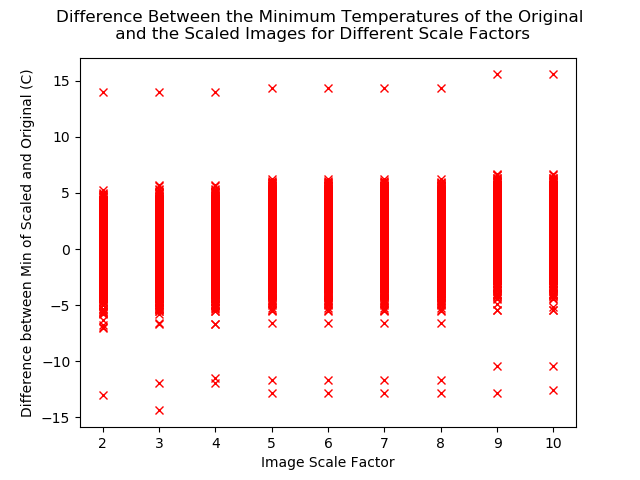 Difference Between the Minimum Temperatures of the Original
and the Scaled Images for Different Scale Factors
Difference between Min of Scaled and Original (C)
15
10
5
0
−5
−10
−15
2 3 4 5 6 7 8 9 10
Image Scale Factor